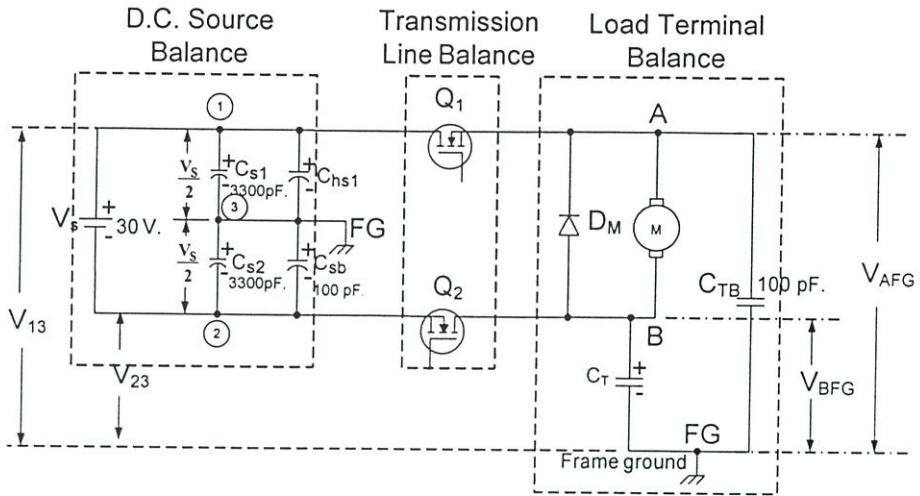 D.C. Source
Balance
Transmission
Line Balance
Load Terminal
Balance
1
Q1
A
Vs
2
+
Cs1
-3300pF.
+
Chs1
-
3
FG
Vs
+
-
30 V.
DM
M
VAFG
Vs
2
+
Cs2
-3300pF.
+
Csb
-100 pF.
Q2
CTB
100 pF.
V13
2
B
V23
CT
+
-
VBFG
FG
Frame ground